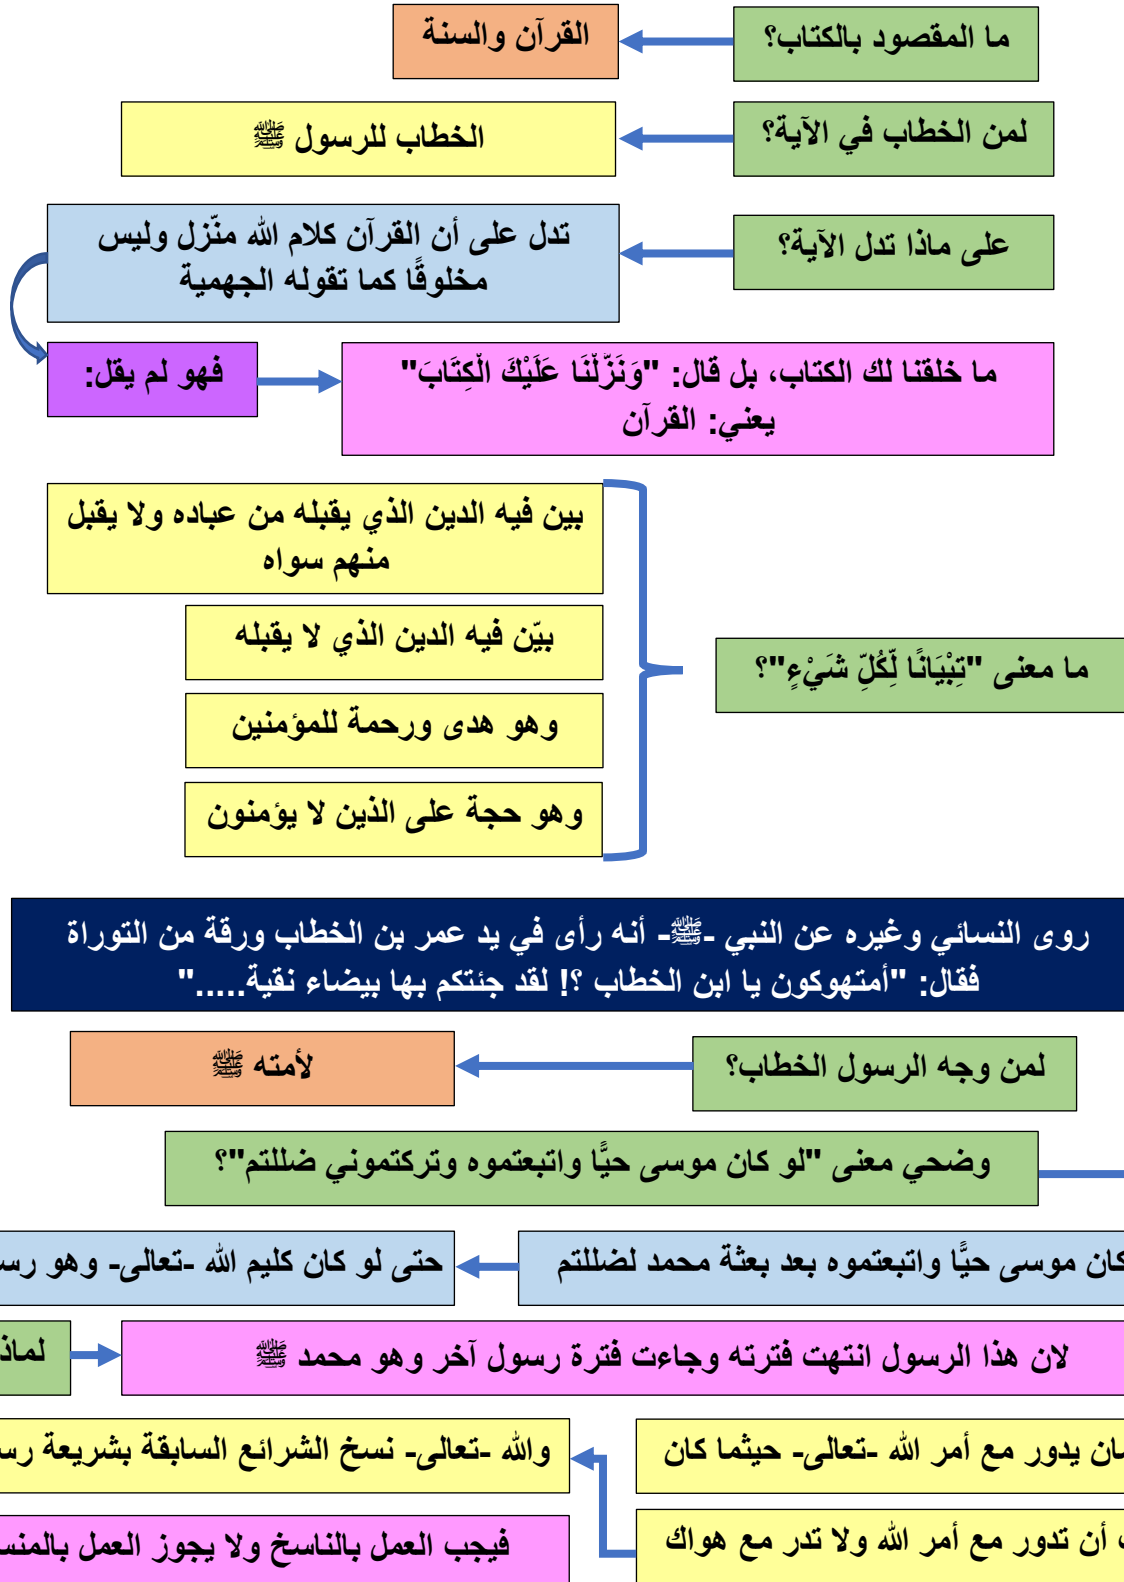 ما المقصود بالكتاب؟
القرآن والسنة
لمن الخطاب في الآية؟
الخطاب للرسول ﷺ
على ماذا تدل الآية؟
تدل على أن القرآن كلام الله منّزل وليس
مخلوقًا كما تقوله الجهمية
فهو لم يقل:
ما خلقنا لك الكتاب، بل قال: "وَنَزَّلْنَا عَلَيْكَ الْكِتَابَ"
يعني: القرآن
ما معنى "تِبْيَانًا لِّكُلِّ شَيْءٍ"؟
بين فيه الدين الذي يقبله من عباده ولا يقبل
منهم سواه
بيّن فيه الدين الذي لا يقبله
وهو هدى ورحمة للمؤمنين
وهو حجة على الذين لا يؤمنون
روى النسائي وغيره عن النبي -ﷺ- أنه رأى في يد عمر بن الخطاب ورقة من التوراة
فقال: "أمتهوكون يا ابن الخطاب ؟! لقد جئتكم بها بيضاء نقية....."
لمن وجه الرسول الخطاب؟
لأمته ﷺ
وضحي معنى "لو كان موسى حيًّا واتبعتموه وتركتموني ضللتم"؟
كان موسى حيًّا واتبعتموه بعد بعثة محمد لضللتم
حتى لو كان كليم الله -تعالى- وهو
لان هذا الرسول انتهت فترته وجاءت فترة رسول آخر وهو محمد ﷺ
يدور مع أمر الله -تعالى- حيثما كان
والله -تعالى- نسخ الشرائع السابقة بشريعة
أن تدور مع أمر الله ولا تدر مع هواك
فيجب العمل بالناسخ ولا يجوز العمل